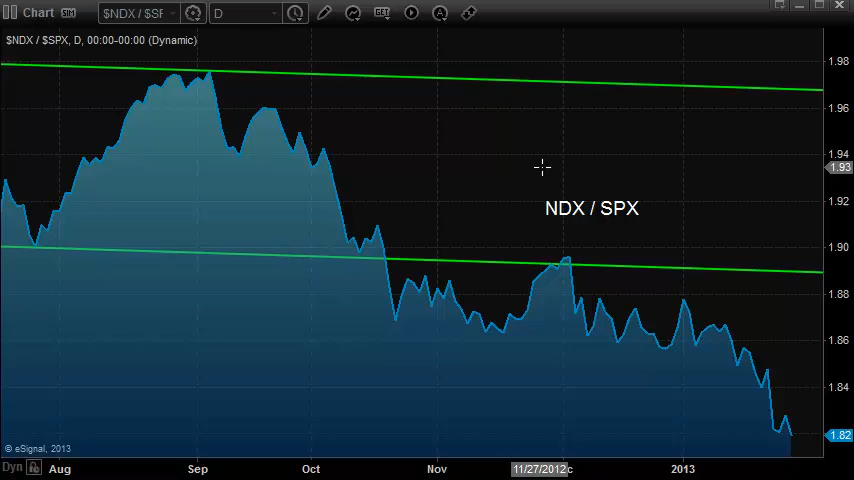 Chart SIM $NDX / $SF D GET A
$NDX / $SPX, D, 00:00-00:00 (Dynamic)
1.98
1.96
1.94
1.93
1.92
NDX / SPX
1.90
1.88
1.86
1.84
1.82
© eSignal, 2013
Dyn Aug Sep Oct Nov 11/27/2012 c 2013